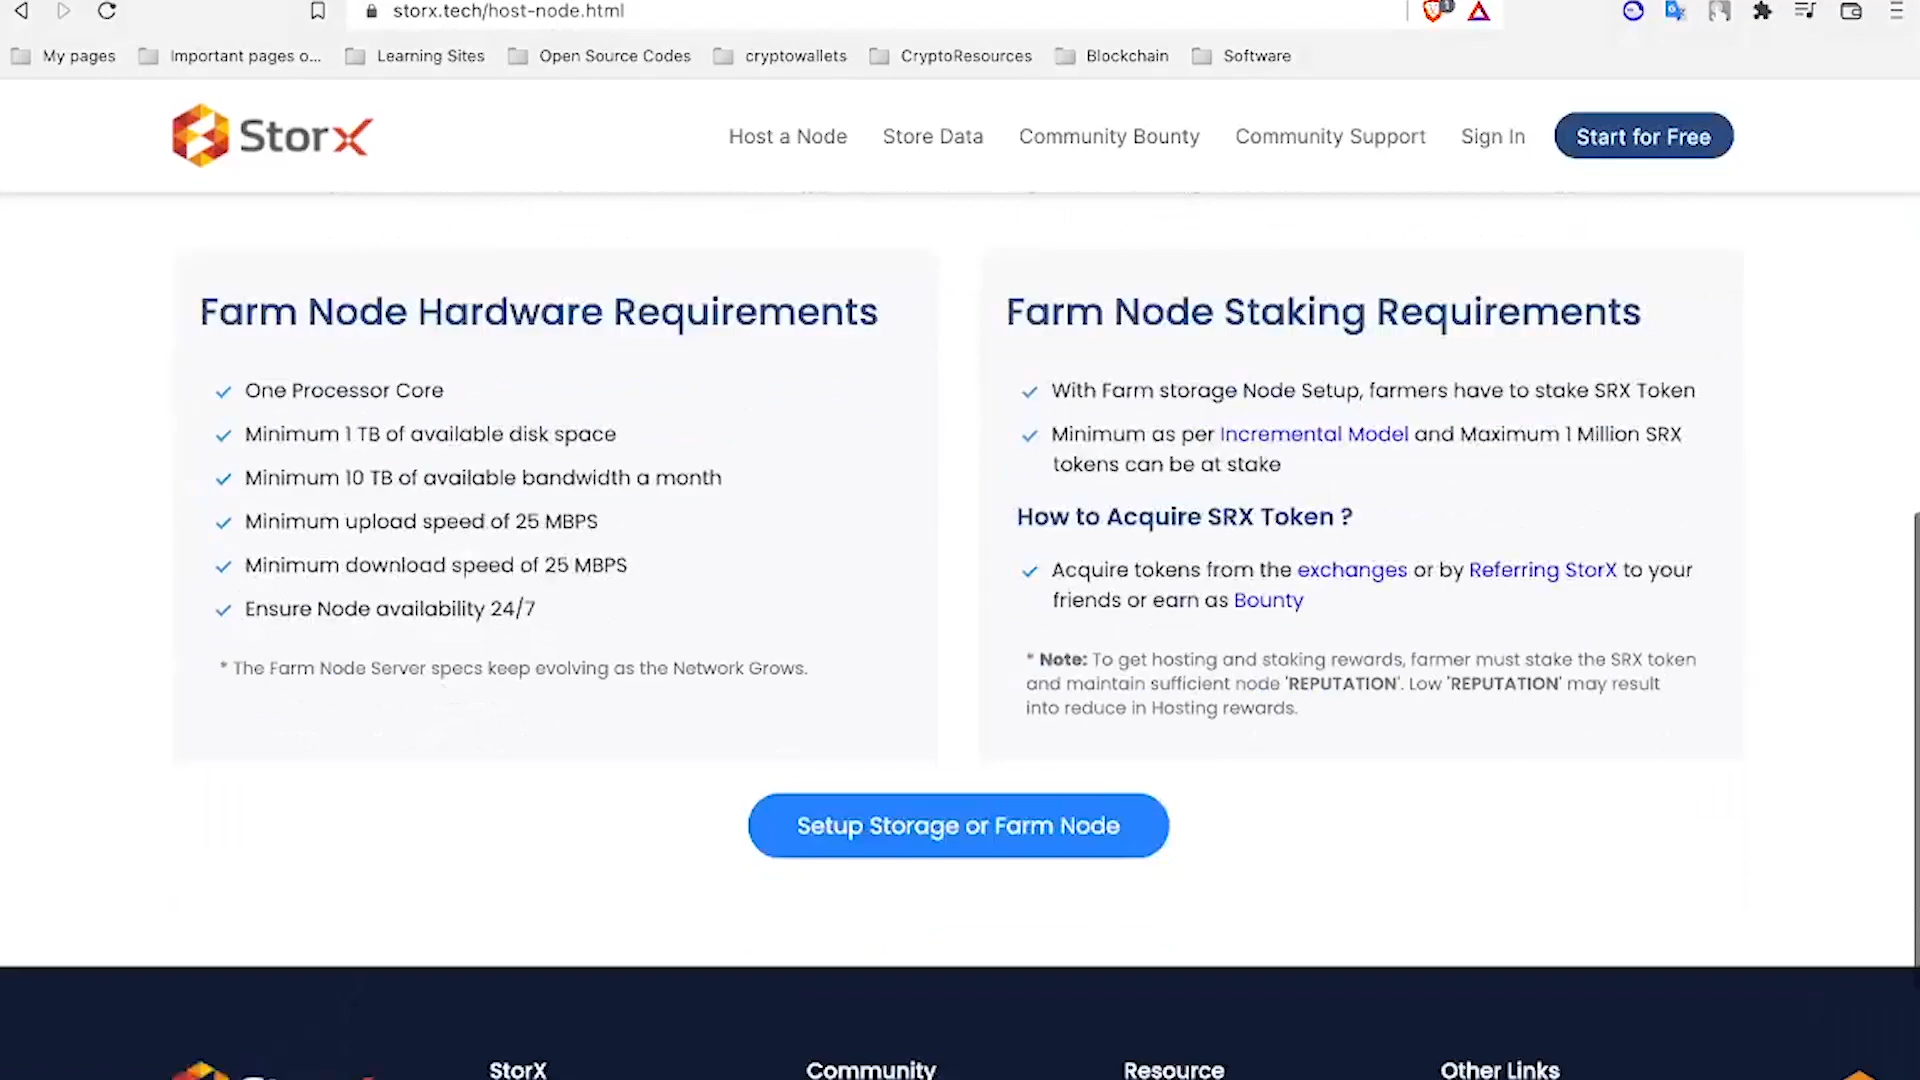 storx.tech/host-node.html
1
My pages
Important pages o...
Learning Sites
Open Source Codes
cryptowallets
CryptoResources
Blockchain
Software
StorX
Host a Node
Store Data
Community Bounty
Community Support
Sign In
Start for Free
Farm Node Hardware Requirements
One Processor Core
Minimum 1 TB of available disk space
Minimum 10 TB of available bandwidth a month
Minimum upload speed of 25 MBPS
Minimum download speed of 25 MBPS
Ensure Node availability 24/7
* The Farm Node Server specs keep evolving as the Network Grows.
Farm Node Staking Requirements
With Farm storage Node Setup, farmers have to stake SRX Token
Minimum as per Incremental Model and Maximum 1 Million SRX
tokens can be at stake
How to Acquire SRX Token ?
Acquire tokens from the exchanges or by Referring StorX to your
friends or earn as Bounty
* Note: To get hosting and staking rewards, farmer must stake the SRX token
and maintain sufficient node 'REPUTATION'. Low 'REPUTATION' may result
into reduce in Hosting rewards.
Setup Storage or Farm Node
StorX
Community
Resource
Other Links